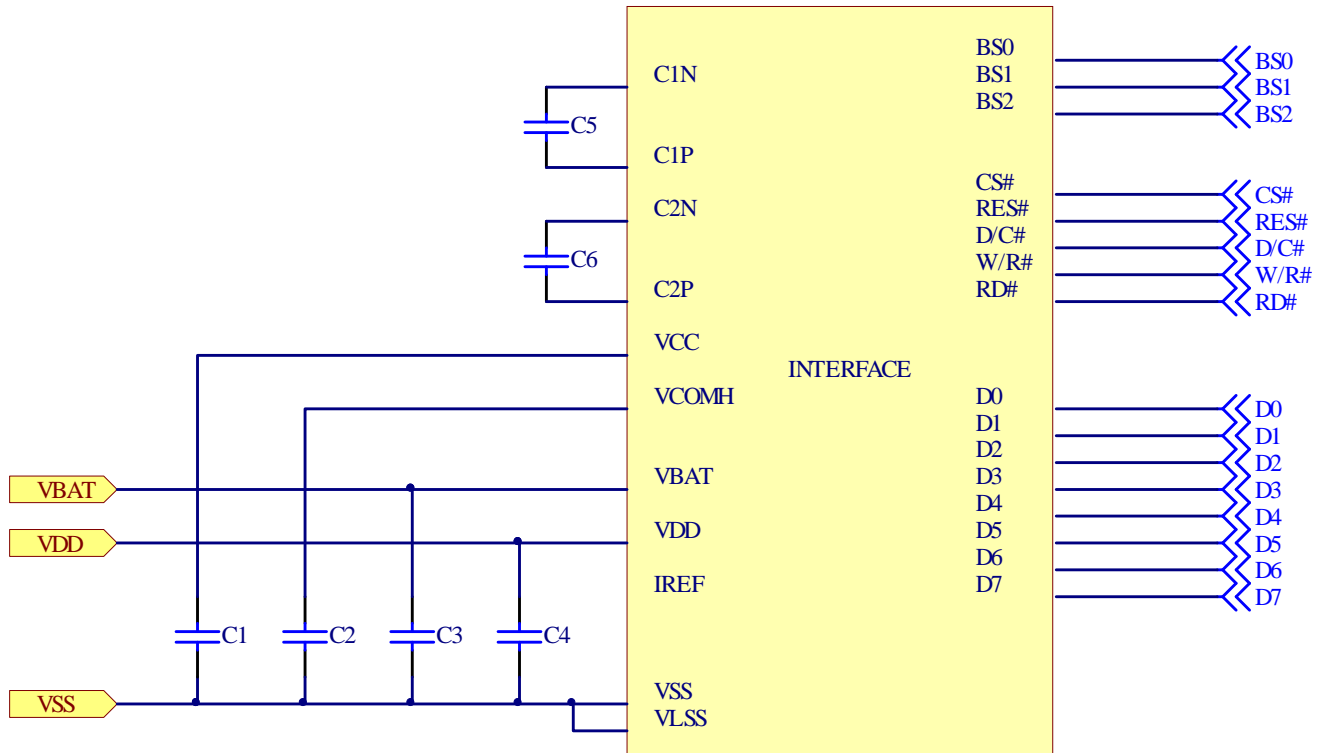 C1N
C1P
C2N
C2P
VCC
VCOMH
VBAT
VDD
IREF
VSS
VLSS
INTERFACE
BS0
BS1
BS2
CS#
RES#
D/C#
W/R#
RD#
D0
D1
D2
D3
D4
D5
D6
D7
BS0
BS1
BS2
CS#
RES#
D/C#
W/R#
RD#
D0
D1
D2
D3
D4
D5
D6
D7
C5
C6
VBAT
VDD
C1
C2
C3
C4
VSS